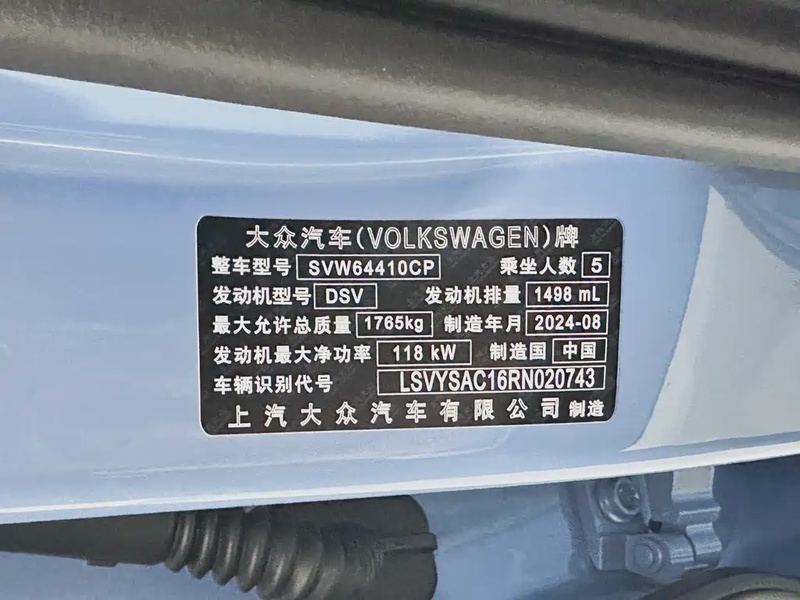 大众汽车(VOLKSWAGEN)牌
整车型号 SVW64410CP 乘坐人数 5
发动机型号 DSV 发动机排量 1498 mL
最大允许总质量 1765kg 制造年月 2024-08
发动机最大净功率 118 kW 制造国 中国
车辆识别代号 LSVYSAC16RN020743
上汽大众汽车有限公司制造